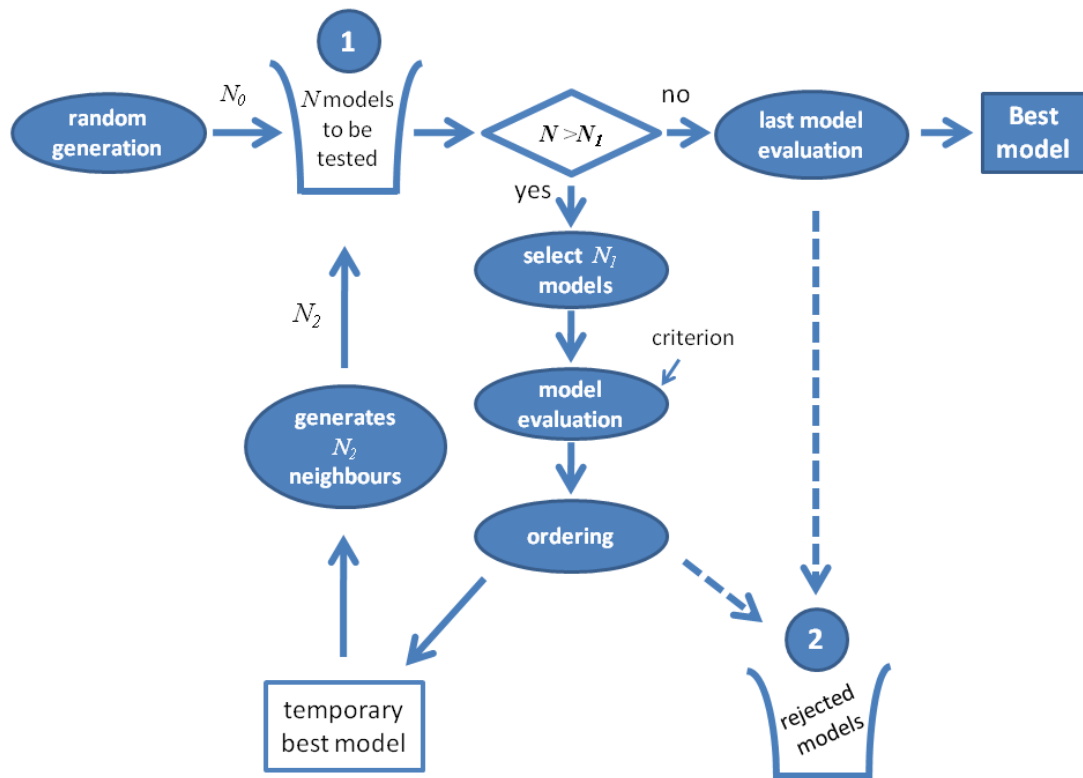 1
random
generation
N₀
N models
to be
tested
N >N₁
no
last model
evaluation
Best
model
yes
select N₁
models
criterion
model
evaluation
N₂
generates
N₂
neighbours
ordering
temporary
best model
2
rejected
models